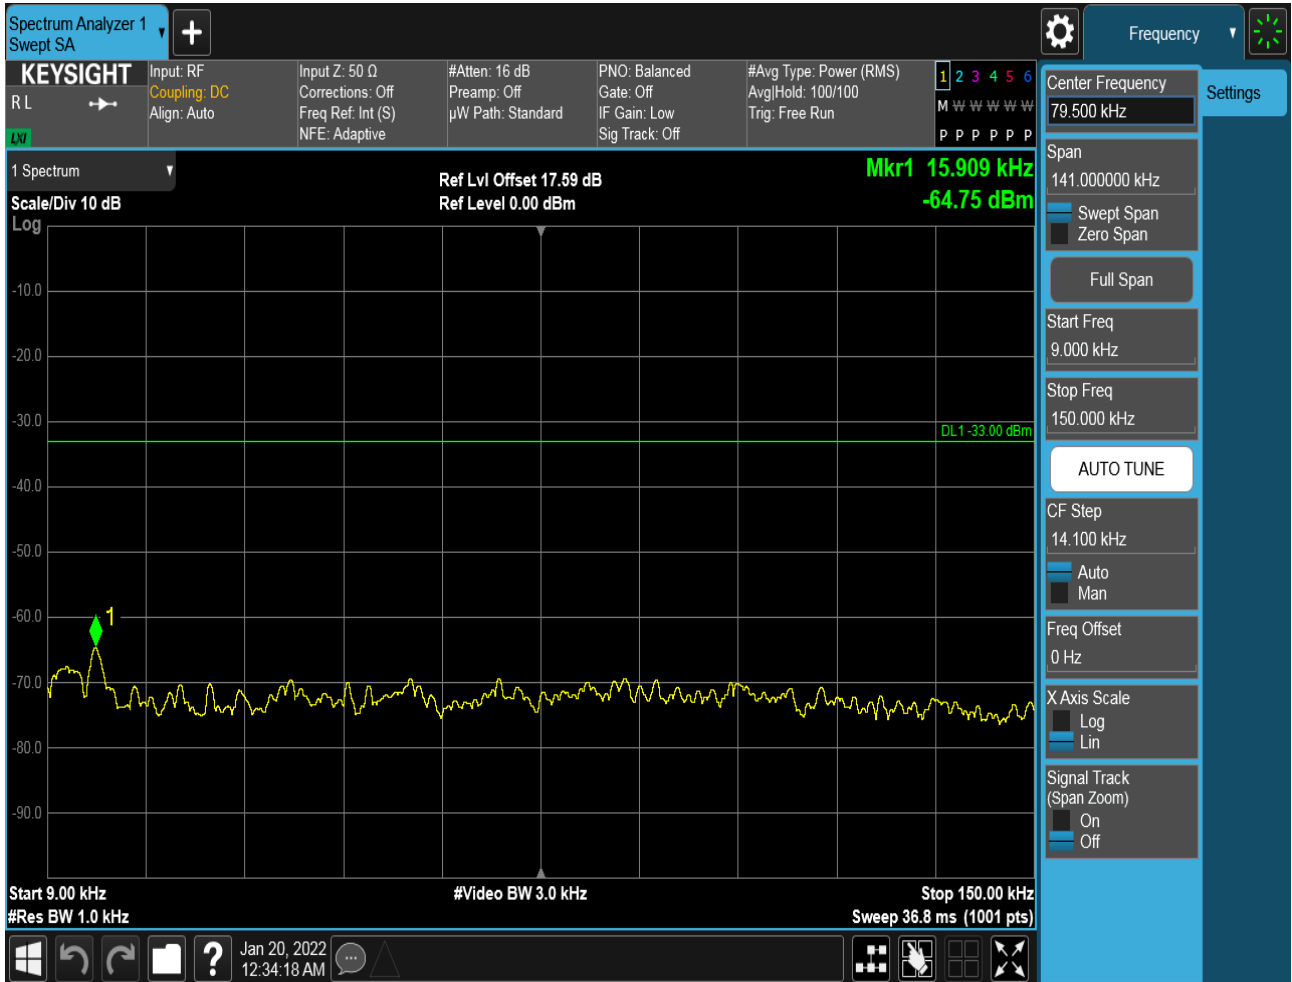 Spectrum Analyzer 1
Swept SA
Frequency
KEYSIGHT
R L
LXI
Input: RF
Coupling: DC
Align: Auto
Input Z: 50 Ω
Corrections: Off
Freq Ref: Int (S)
NFE: Adaptive
#Atten: 16 dB
Preamp: Off
µW Path: Standard
PNO: Balanced
Gate: Off
IF Gain: Low
Sig Track: Off
#Avg Type: Power (RMS)
Avg|Hold: 100/100
Trig: Free Run
1 2 3 4 5 6
M W W W W W
P P P P P P
1 Spectrum
Scale/Div 10 dB
Log
Ref Lvl Offset 17.59 dB
Ref Level 0.00 dBm
Mkr1 15.909 kHz
-64.75 dBm
-10.0
-20.0
-30.0
DL1 -33.00 dBm
-40.0
-50.0
-60.0
1
-70.0
-80.0
-90.0
Start 9.00 kHz
#Res BW 1.0 kHz
#Video BW 3.0 kHz
Stop 150.00 kHz
Sweep 36.8 ms (1001 pts)
Center Frequency
79.500 kHz
Settings
Span
141.000000 kHz
Swept Span
Zero Span
Full Span
Start Freq
9.000 kHz
Stop Freq
150.000 kHz
AUTO TUNE
CF Step
14.100 kHz
Auto
Man
Freq Offset
0 Hz
X Axis Scale
Log
Lin
Signal Track
(Span Zoom)
On
Off
?
Jan 20, 2022
12:34:18 AM